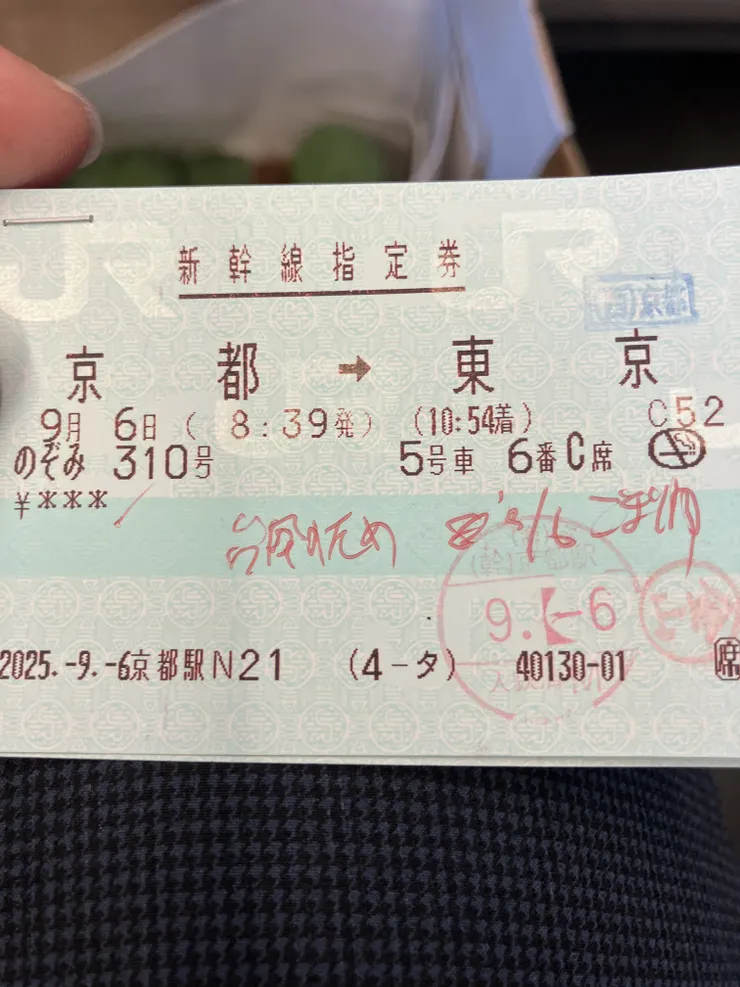 新幹線指定券
京都
京都 ➡ 東京
9月 6日 ( 8:39発) (10:54着) C52
のぞみ 310号 5号車 6番C席
¥***
台風のため
9.-6
2025.-9.-6京都駅N21 (4-タ) 40130-01 席